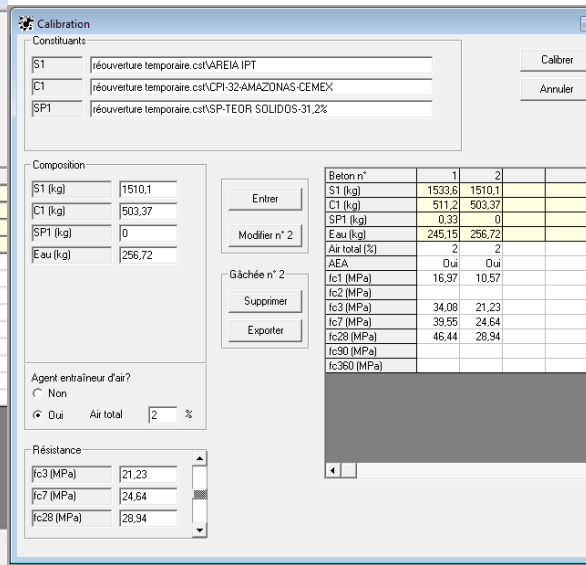 Calibration
Constituants
S1 réouverture temporaire.cst\AREIA IPT
C1 réouverture temporaire.cst\CPI-32-AMAZONAS-CEMEX
SP1 réouverture temporaire.cst\SP-TEOR SOLIDOS-31,2%
Calibrer
Annuler
Composition
S1 (kg) 1510,1
C1 (kg) 503,37
SP1 (kg) 0
Eau (kg) 256,72
Agent entraîneur d'air?
Non
Oui Air total 2 %
Résistance
fc3 (MPa) 21,23
fc7 (MPa) 24,64
fc28 (MPa) 28,94
Entrer
Modifier n° 2
Gâchée n° 2
Supprimer
Exporter
Beton n° 1 2
S1 (kg) 1533,6 1510,1
C1 (kg) 511,2 503,37
SP1 (kg) 0,33 0
Eau (kg) 245,15 256,72
Air total (%) 2 2
AEA Oui Oui
fc1 (MPa) 16,97 10,57
fc2 (MPa)
fc3 (MPa) 34,08 21,23
fc7 (MPa) 39,55 24,64
fc28 (MPa) 46,44 28,94
fc90 (MPa)
fc360 (MPa)